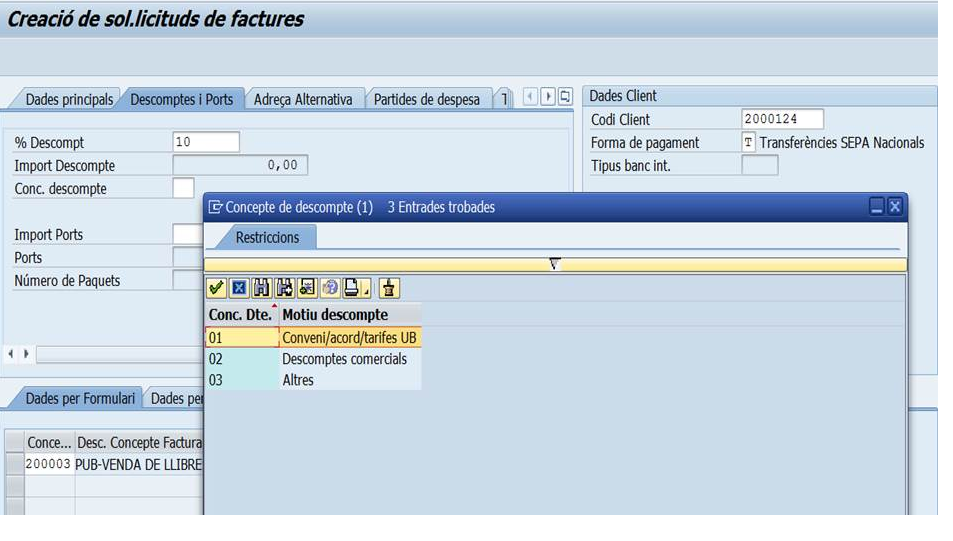 Creació de sol.licituds de factures
Dades principals Descomptes i Ports Adreça Alternativa Partides de despesa
Dades Client
Codi Client 2000124
% Descompt 10
Forma de pagament T Transferències SEPA Nacionals
Import Descompte 0,00
Tipus banc int.
Conc. descompte
Concepte de descompte (1) 3 Entrades trobades
Import Ports
Restriccions
Ports
Número de Paquets
Conc. Dte. Motiu descompte
01 Conveni/acord/tarifes UB
02 Descomptes comercials
03 Altres
Dades per Formulari Dades per
Conce... Desc. Concepte Factura
200003 PUB-VENDA DE LLIBRE